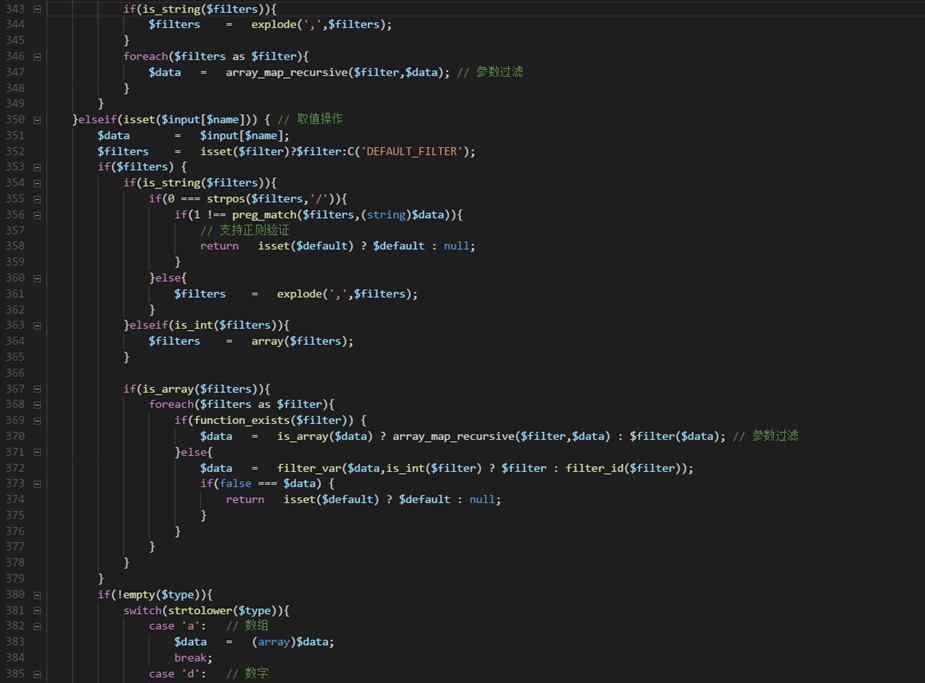 343 if(is_string($filters)){
344 $filters = explode(',',$filters);
345 }
346 foreach($filters as $filter){
347 $data = array_map_recursive($filter,$data); // 参数过滤
348 }
349 }
350 }elseif(isset($input[$name])) { // 取值操作
351 $data = $input[$name];
352 $filters = isset($filter)?$filter:C('DEFAULT_FILTER');
353 if($filters) {
354 if(is_string($filters)){
355 if(0 === strpos($filters,'/')){
356 if(1 !== preg_match($filters,(string)$data)){
357 // 支持正则验证
358 return isset($default) ? $default : null;
359 }
360 }else{
361 $filters = explode(',',$filters);
362 }
363 }elseif(is_int($filters)){
364 $filters = array($filters);
365 }
366
367 if(is_array($filters)){
368 foreach($filters as $filter){
369 if(function_exists($filter)) {
370 $data = is_array($data) ? array_map_recursive($filter,$data) : $filter($data); // 参数过滤
371 }else{
372 $data = filter_var($data,is_int($filter) ? $filter : filter_id($filter));
373 if(false === $data) {
374 return isset($default) ? $default : null;
375 }
376 }
377 }
378 }
379 }
380 if(!empty($type)){
381 switch(strtolower($type)){
382 case 'a': // 数组
383 $data = (array)$data;
384 break;
385 case 'd': // 数字